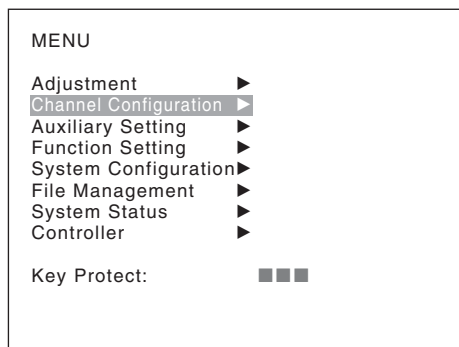 MENU
Adjustment ▶
Channel Configuration ▶
Auxiliary Setting ▶
Function Setting ▶
System Configuration▶
File Management ▶
System Status ▶
Controller ▶
Key Protect: ■■■